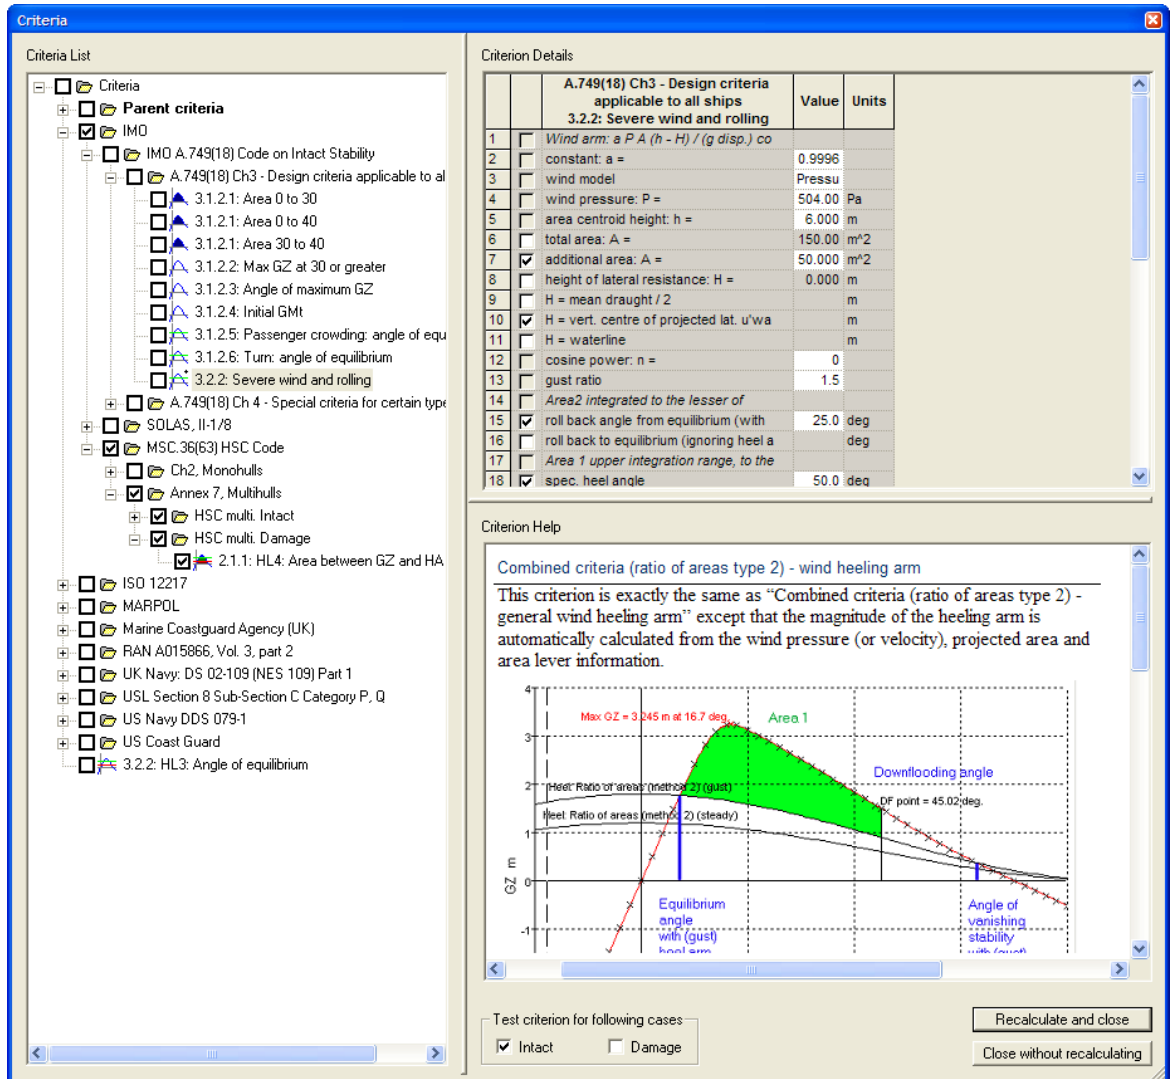 Criteria
Criteria List
Criteria
Parent criteria
IMO
IMO A.749(18) Code on Intact Stability
A.749(18) Ch3 - Design criteria applicable to al
3.1.2.1: Area 0 to 30
3.1.2.1: Area 0 to 40
3.1.2.1: Area 30 to 40
3.1.2.2: Max GZ at 30 or greater
3.1.2.3: Angle of maximum GZ
3.1.2.4: Initial GMt
3.1.2.5: Passenger crowding: angle of equ
3.1.2.6: Turn: angle of equilibrium
3.2.2: Severe wind and rolling
A.749(18) Ch 4 - Special criteria for certain type
SOLAS, II-1/8
MSC.36(63) HSC Code
Ch2, Monohulls
Annex 7, Multihulls
HSC multi. Intact
HSC multi. Damage
2.1.1: HL4: Area between GZ and HA
ISO 12217
MARPOL
Marine Coastguard Agency (UK)
RAN A015866, Vol. 3, part 2
UK Navy: DS 02-109 (NES 109) Part 1
USL Section 8 Sub-Section C Category P, Q
US Navy DDS 079-1
US Coast Guard
3.2.2: HL3: Angle of equilibrium
Criterion Details
A.749(18) Ch3 - Design criteria
applicable to all ships
3.2.2: Severe wind and rolling
Value Units
1 Wind arm: a P A (h - H) / (g disp.) co
2 constant: a = 0.9996
3 wind model Pressu
4 wind pressure: P = 504.00 Pa
5 area centroid height: h = 6.000 m
6 total area: A = 150.00 m^2
7 additional area: A = 50.000 m^2
8 height of lateral resistance: H = 0.000 m
9 H = mean draught / 2 m
10 H = vert. centre of projected lat. u'wa m
11 H = waterline m
12 cosine power: n = 0
13 gust ratio 1.5
14 Area2 integrated to the lesser of
15 roll back angle from equilibrium (with 25.0 deg
16 roll back to equilibrium (ignoring heel a deg
17 Area 1 upper integration range, to the
18 spec. heel angle 50.0 deg
Criterion Help
Combined criteria (ratio of areas type 2) - wind heeling arm
This criterion is exactly the same as “Combined criteria (ratio of areas type 2) -
general wind heeling arm” except that the magnitude of the heeling arm is
automatically calculated from the wind pressure (or velocity), projected area and
area lever information.
4
Max GZ = 3.245 m at 16.7 deg.
Area 1
3
Downflooding angle
2
Heel: Ratio of areas (method 2) (gust)
DF point = 45.02 deg.
Heel: Ratio of areas (method 2) (steady)
1
GZ m
0
Equilibrium
angle
with (gust)
heel arm
Angle of
vanishing
stability
with (gust)
-1
Test criterion for following cases
Intact
Damage
Recalculate and close
Close without recalculating